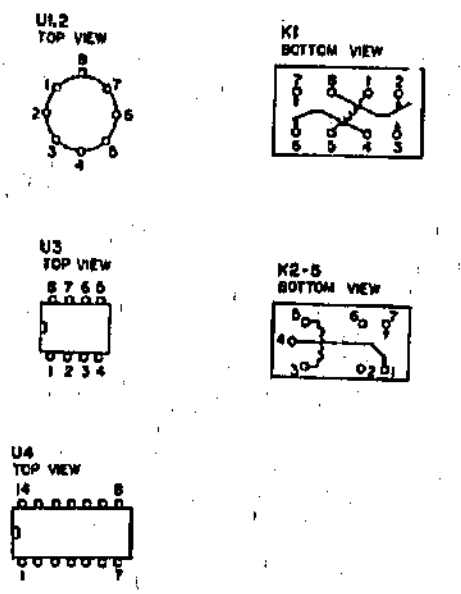 U1,2
TOP VIEW
8
1 7
2 6
3 5
4
K1
BOTTOM VIEW
7 8 1 2
6 5 4 3
U3
TOP VIEW
8 7 6 5
1 2 3 4
K2-5
BOTTOM VIEW
6 7
4
3 2 1
U4
TOP VIEW
14 8
1 7